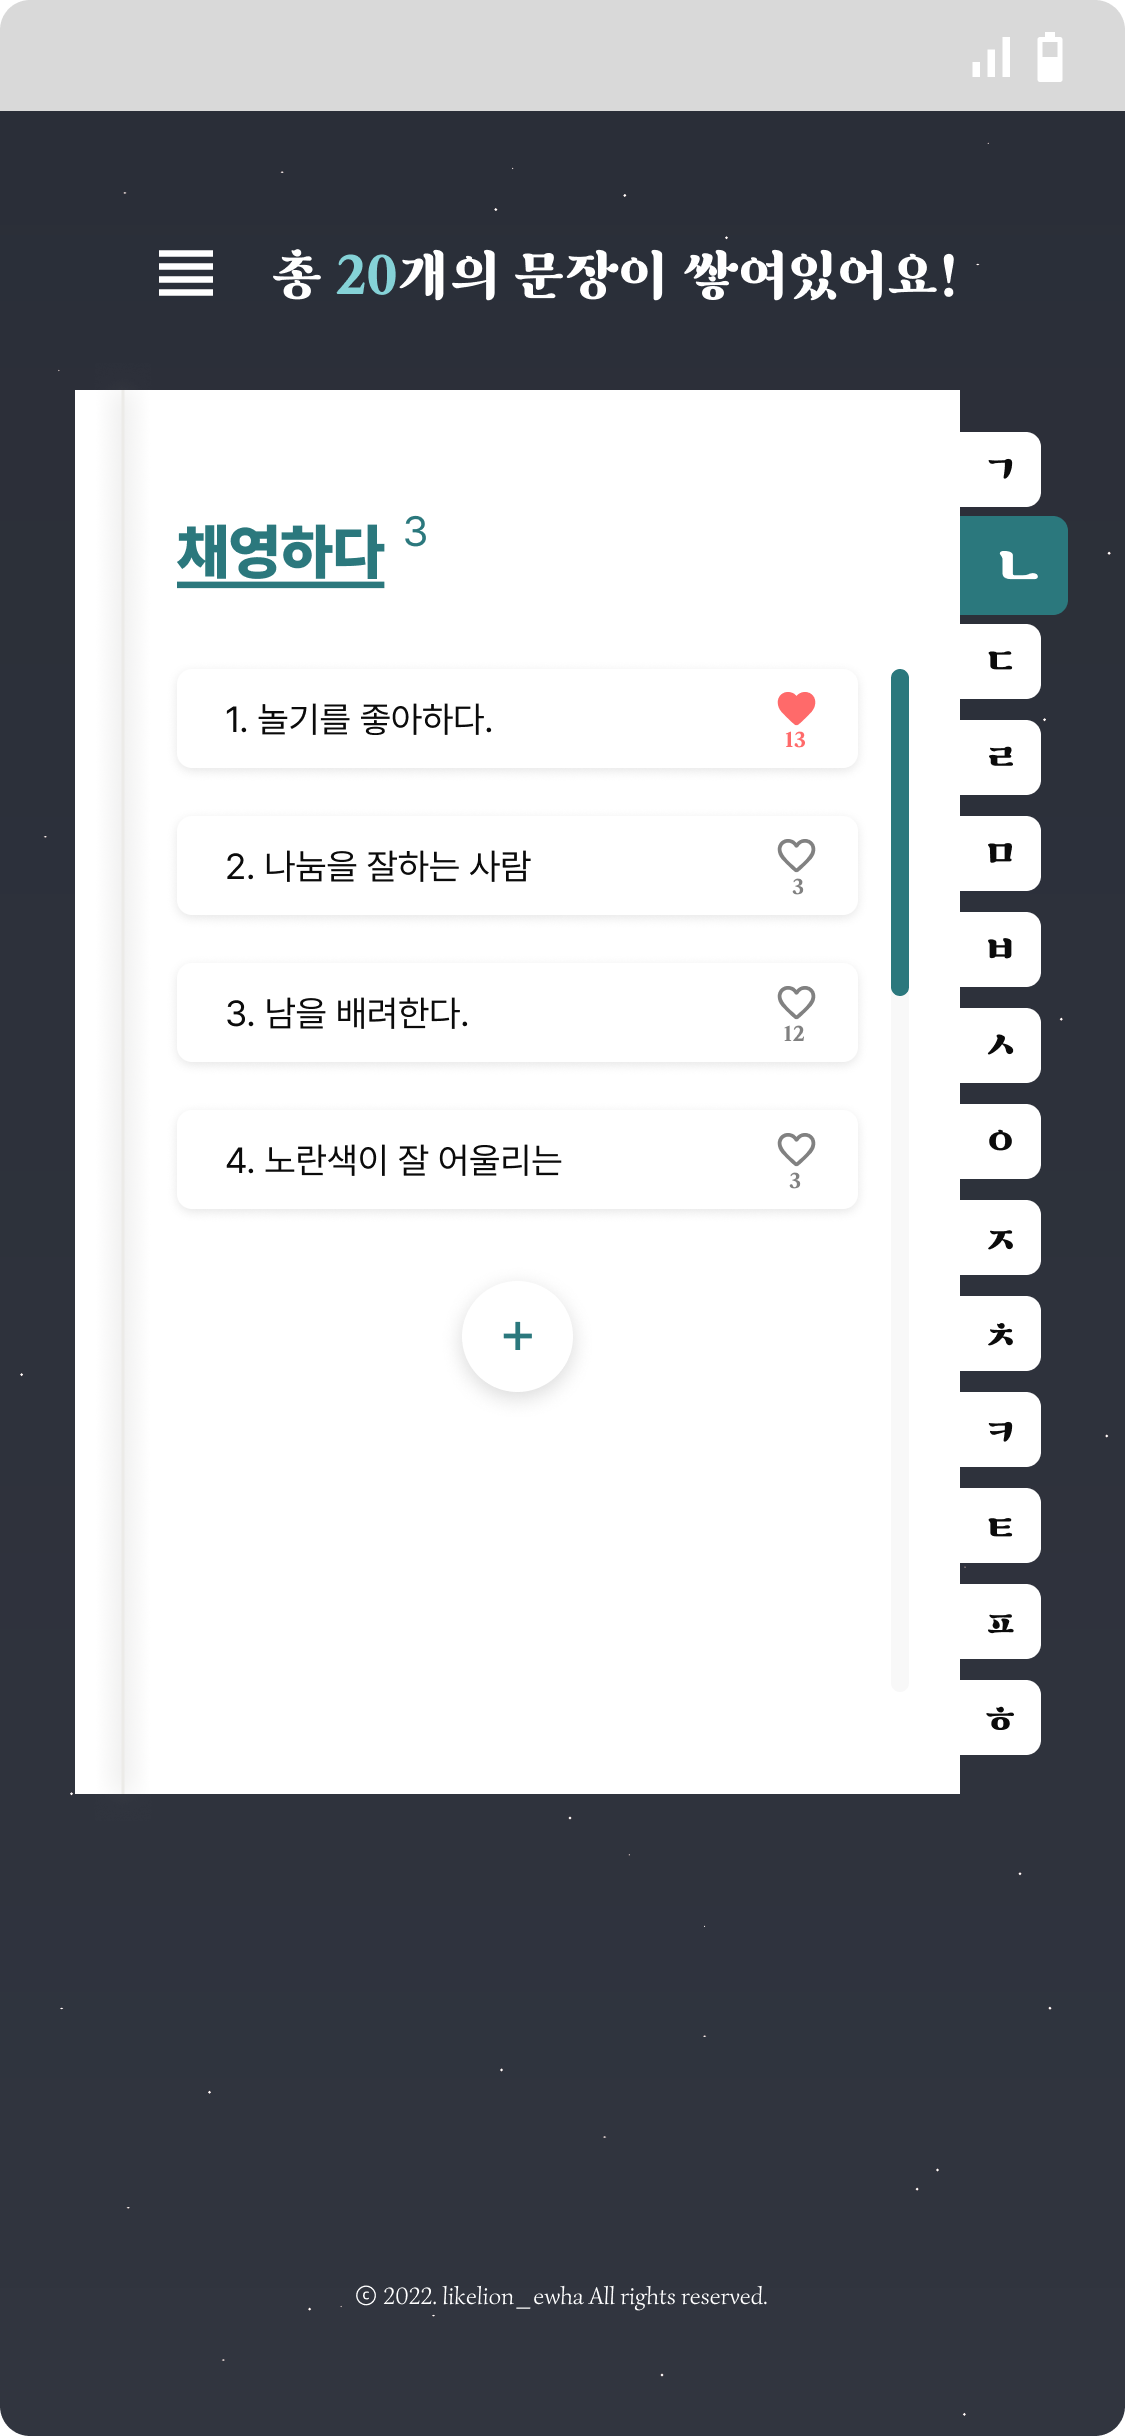 총 20개의 문장이 쌓여있어요!
채영하다 3
1. 놀기를 좋아하다.
13
2. 나눔을 잘하는 사람
3
3. 남을 배려한다.
12
4. 노란색이 잘 어울리는
3
+
ㄱ
ㄴ
ㄷ
ㄹ
ㅁ
ㅂ
ㅅ
ㅇ
ㅈ
ㅊ
ㅋ
ㅌ
ㅍ
ㅎ
© 2022. likelion_ewha All rights reserved.